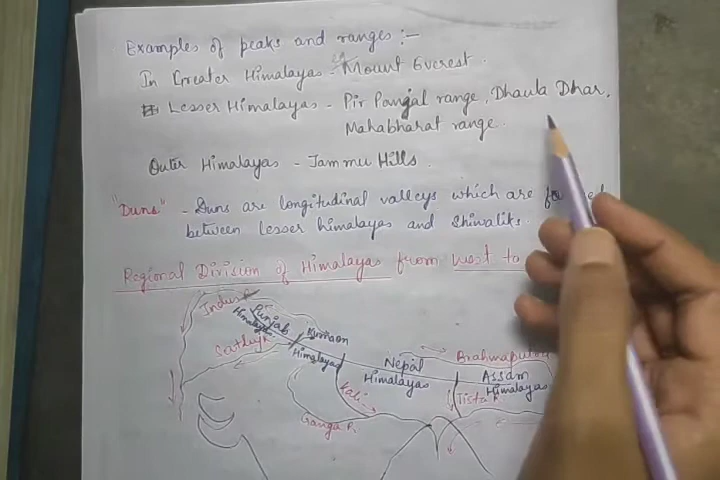 Examples of peaks and ranges :-
In Greater Himalayas - Mount Everest.
Lesser Himalayas - Pir Panjal range, Dhaula Dhar,
Mahabharat range.
Outer Himalayas - Jammu Hills.
"Duns" - Duns are longitudinal valleys which are
between lesser himalayas and Shiwaliks.
Regional Division of Himalayas from West to
Indus
Punjab
Himalayas
Kumaon
Himalayas
Satluj
Nepal
Himalayas
Brahmaputra
Assam
Himalayas
Kali
Tista
Ganga R.